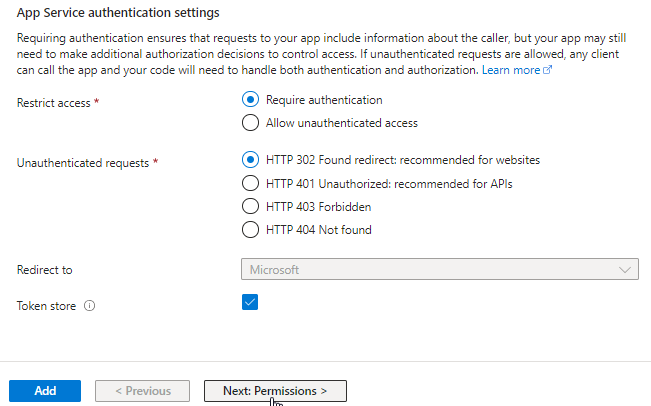 App Service authentication settings
Requiring authentication ensures that requests to your app include information about the caller, but your app may still
need to make additional authorization decisions to control access. If unauthenticated requests are allowed, any client
can call the app and your code will need to handle both authentication and authorization. Learn more
Restrict access *
Require authentication
Allow unauthenticated access
Unauthenticated requests *
HTTP 302 Found redirect: recommended for websites
HTTP 401 Unauthorized: recommended for APIs
HTTP 403 Forbidden
HTTP 404 Not found
Redirect to
Microsoft
Token store
Add
< Previous
Next: Permissions >